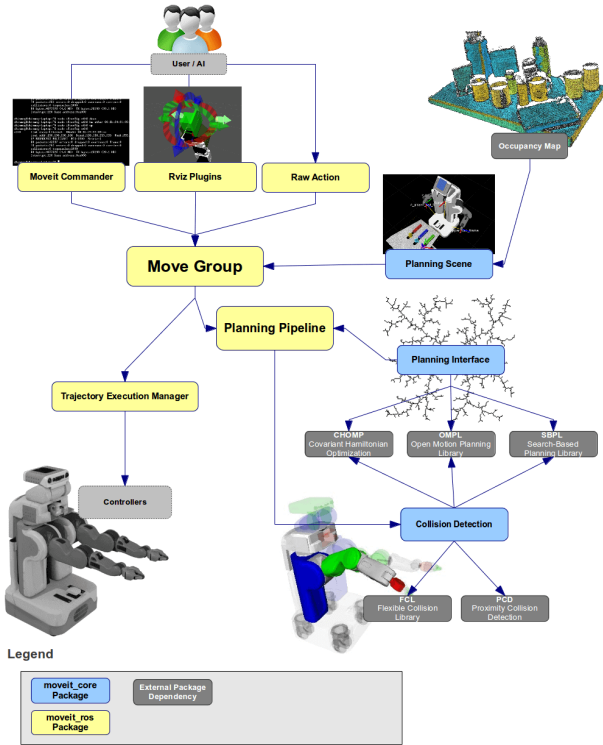 User / AI
Moveit Commander
Rviz Plugins
Raw Action
Occupancy Map
Move Group
Planning Scene
Planning Pipeline
Planning Interface
Trajectory Execution Manager
CHOMP
Covariant Hamiltonian
Optimization
OMPL
Open Motion Planning
Library
SBPL
Search-Based
Planning Library
Controllers
Collision Detection
FCL
Flexible Collision
Library
PCD
Proximity Collision
Detection
Legend
moveit_core
Package
External Package
Dependency
moveit_ros
Package